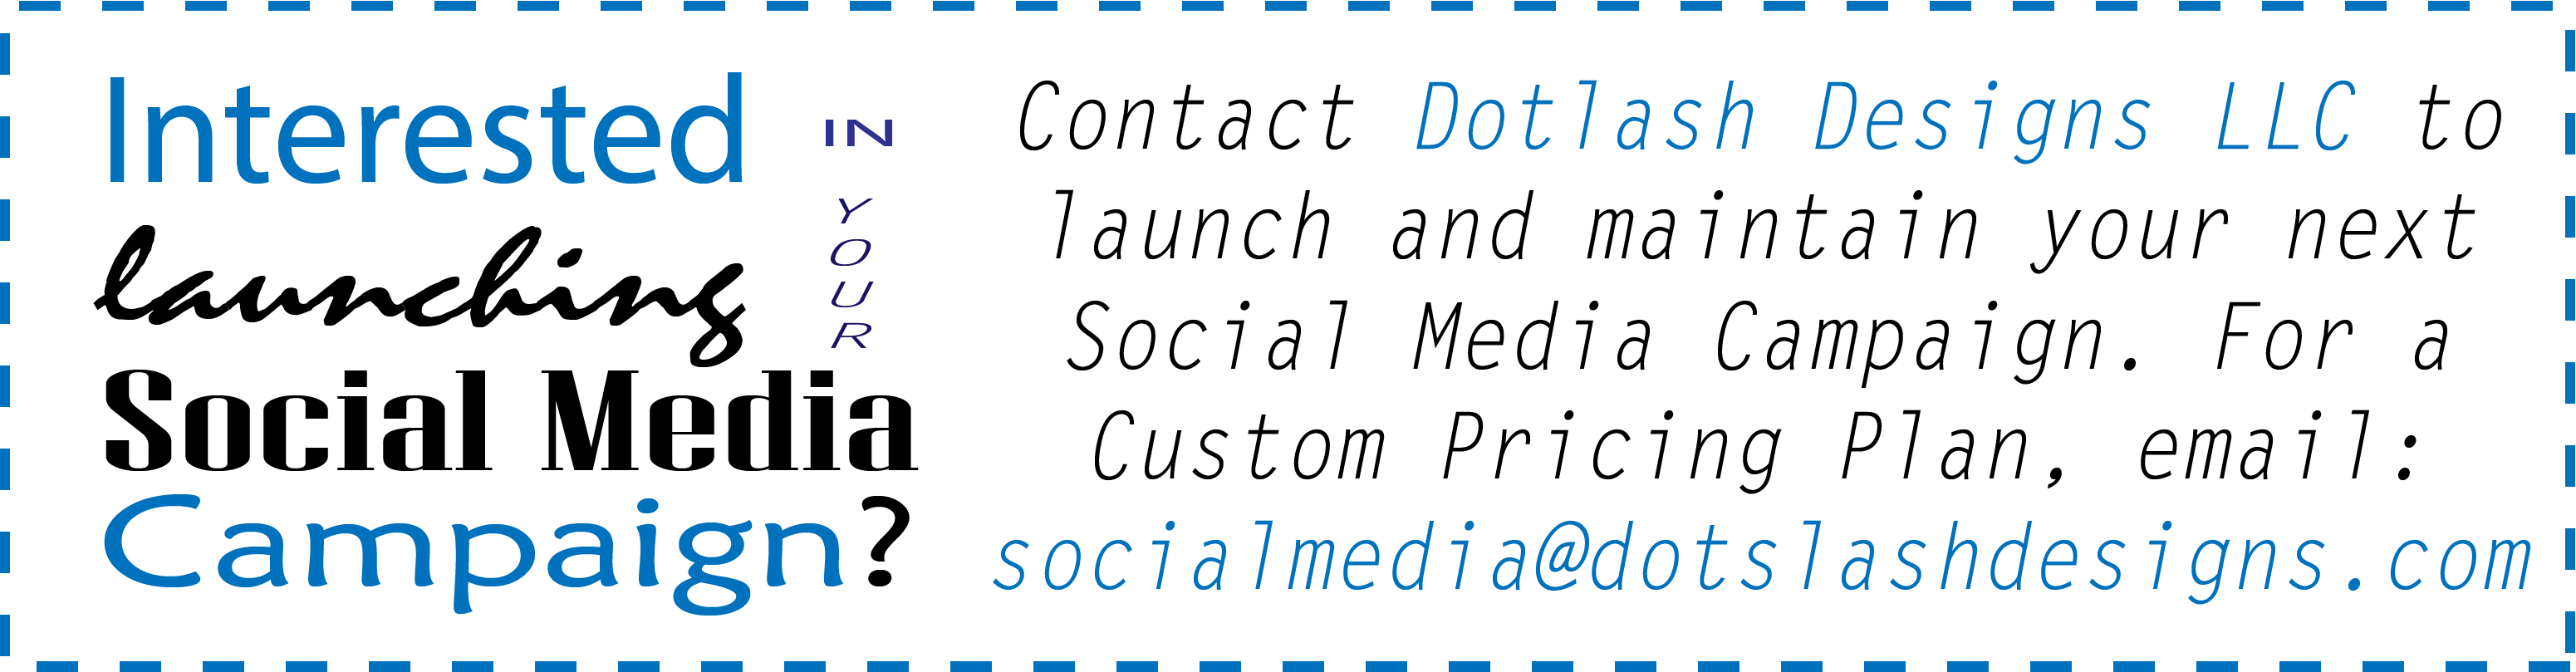 Interested IN
launching YOUR
Social Media
Campaign?
Contact Dotlash Designs LLC to
launch and maintain your next
Social Media Campaign. For a
Custom Pricing Plan, email:
socialmedia@dotslashdesigns.com